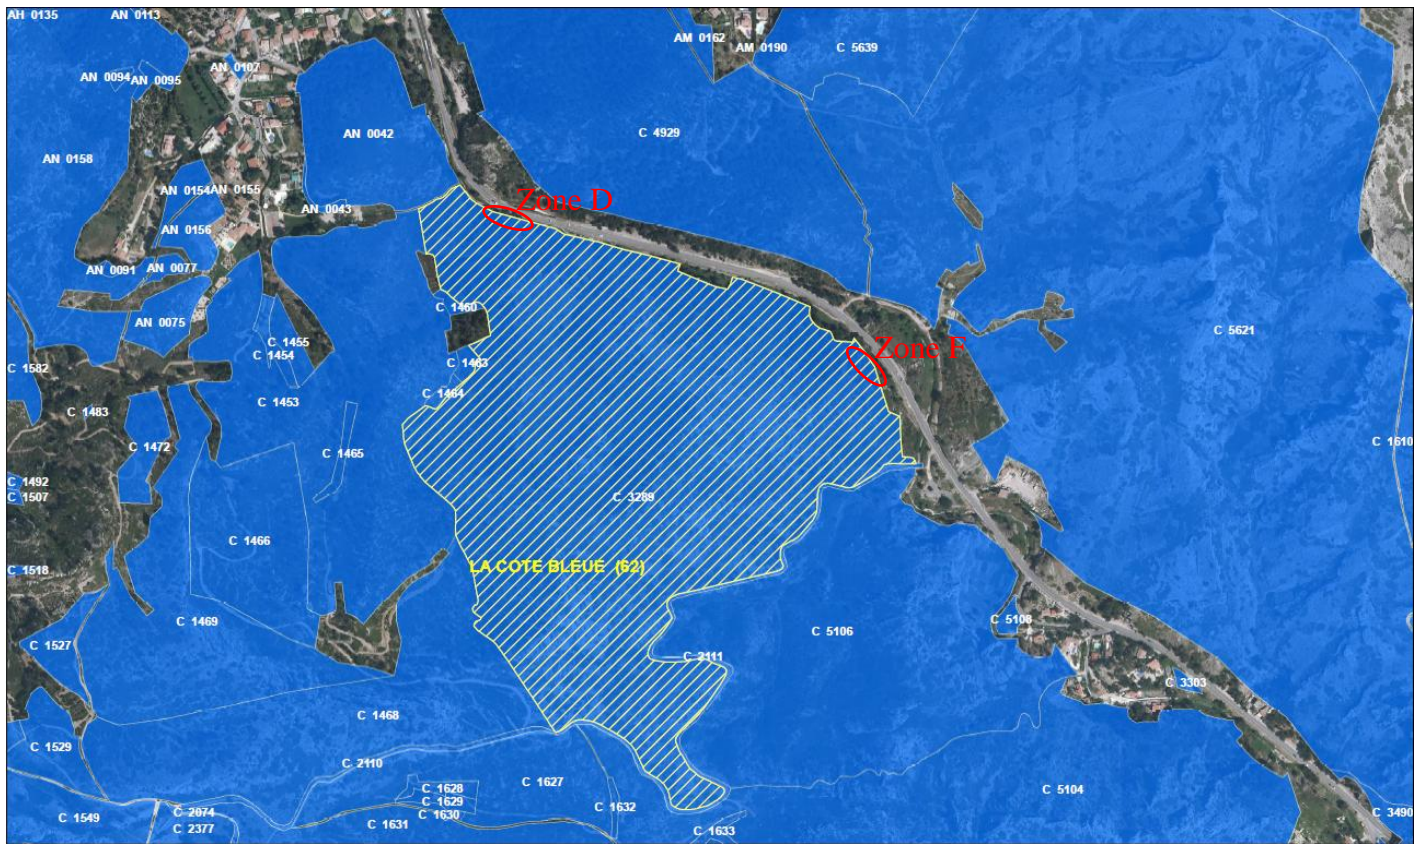 AH 0135
AN 0113
AM 0162
AM 0190
C 5639
AN 0107
AN 0094
AN 0095
AN 0042
C 4929
AN 0158
AN 0154
AN 0155
Zone D
AN 0043
AN 0156
AN 0091
AN 0077
C 1460
AN 0075
C 5621
C 1455
C 1454
Zone F
C 1463
C 1582
C 1464
C 1453
C 1483
C 1472
C 1610
C 1465
C 1492
C 1507
C 3289
C 1466
C 1518
LA COTE BLEUE (62)
C 1469
C 5108
C 5106
C 1527
C 2111
C 3303
C 1468
C 1529
C 2110
C 1627
C 1628
C 5104
C 1629
C 1632
C 2074
C 1630
C 3490
C 1549
C 2377
C 1631
C 1633